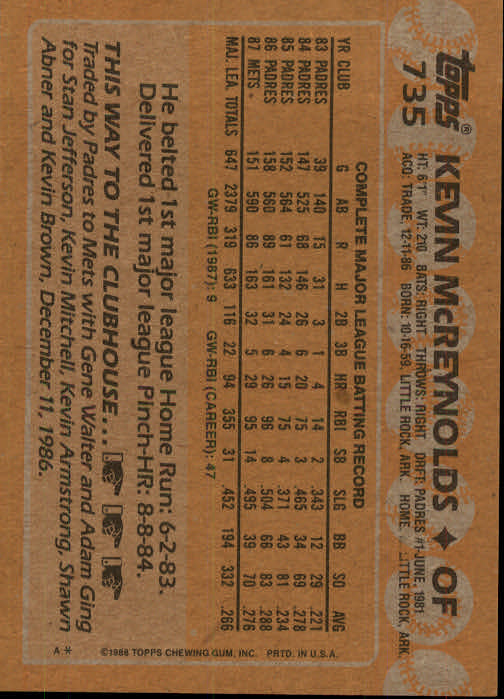 topps® KEVIN McREYNOLDS ♦ OF
735
HT: 6'1" WT: 210 BATS: RIGHT THROWS: RIGHT DRFT: PADRES #1-JUNE, 1981
ACQ: TRADE, 12-11-86 BORN: 10-16-59, LITTLE ROCK, ARK. HOME: LITTLE ROCK, ARK.
COMPLETE MAJOR LEAGUE BATTING RECORD
YR CLUB G AB R H 2B 3B HR RBI SB SLG BB SO AVG
83 PADRES 39 140 15 31 3 1 4 14 2 .343 12 29 .221
84 PADRES 147 525 68 146 26 6 20 75 3 .465 34 69 .278
85 PADRES 152 564 61 132 24 4 15 75 4 .371 43 81 .234
86 PADRES 158 560 89 161 31 6 26 96 8 .504 66 83 .288
87 METS 151 590 86 163 32 5 29 95 14 .495 39 70 .276
MAJ. LEA. TOTALS 647 2379 319 633 116 22 94 355 31 .452 194 332 .266
GW-RBI (1987): 9 GW-RBI (CAREER): 47
He belted 1st major league Home Run: 6-2-83.
Delivered 1st major league Pinch-HR: 8-8-84.
THIS WAY TO THE CLUBHOUSE...
Traded by Padres to Mets with Gene Walter and Adam Ging
for Stan Jefferson, Kevin Mitchell, Kevin Armstrong, Shawn
Abner and Kevin Brown, December 11, 1986.
A* ©1988 TOPPS CHEWING GUM, INC. PRTD. IN U.S.A.